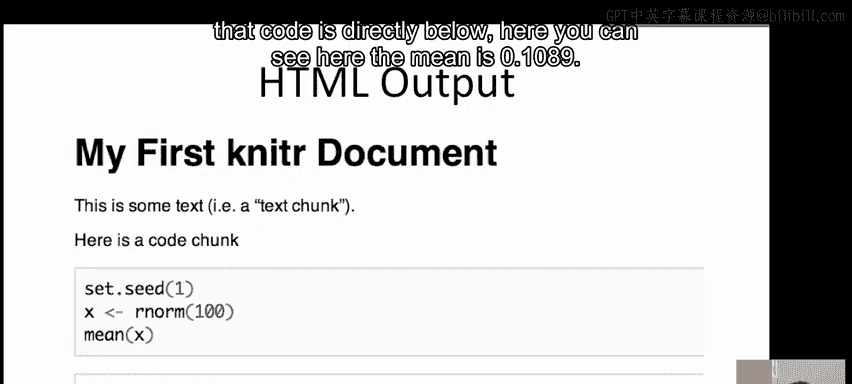 GPT中英字幕课程资源@bilibili.com
that code is directly below, here you can
see here the mean is 0.1089.
HTML Output
My First knitr Document
This is some text (i.e. a “text chunk”).
Here is a code chunk
set.seed(1)
x <- rnorm(100)
mean(x)